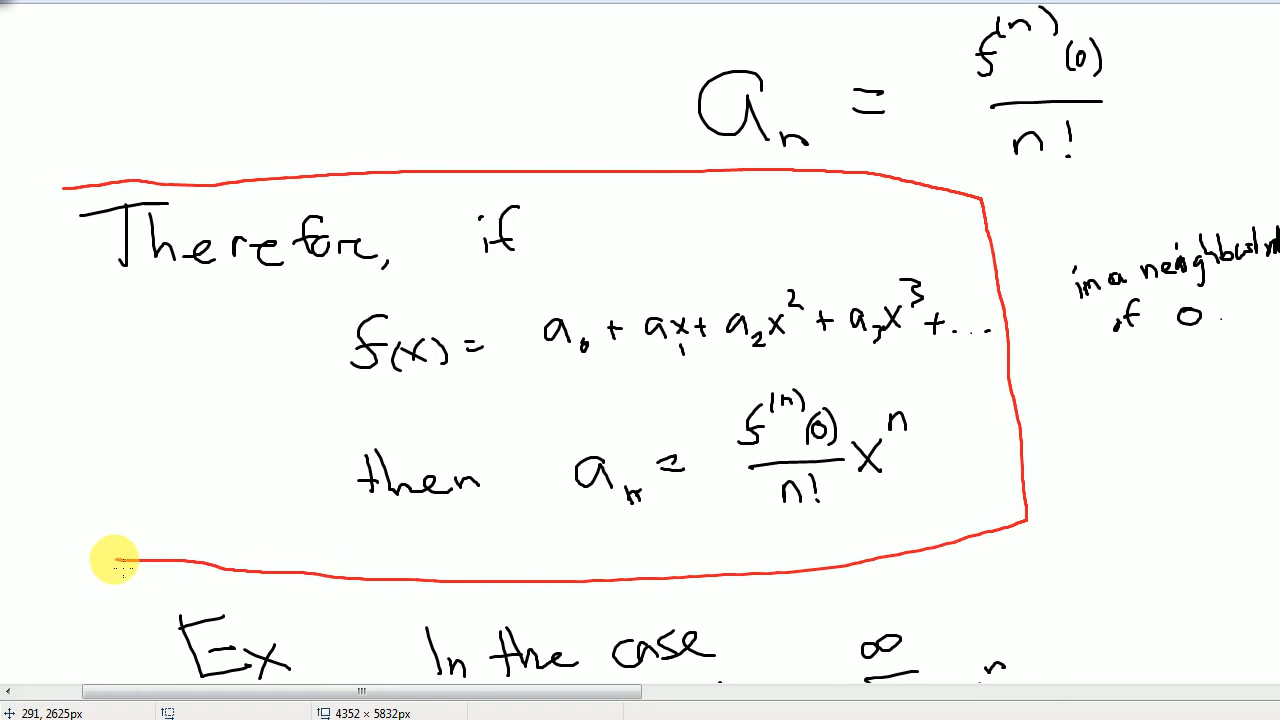 aₙ = f⁽ⁿ⁾(0) / n!
Therefore, if
in a
of 0.
f(x) = a₀ + a₁x + a₂x² + a₃x³ + ...
then aₙ = f⁽ⁿ⁾(0) / n! xⁿ
Ex In the case ∞ n
291, 2625px
4352 × 5832px